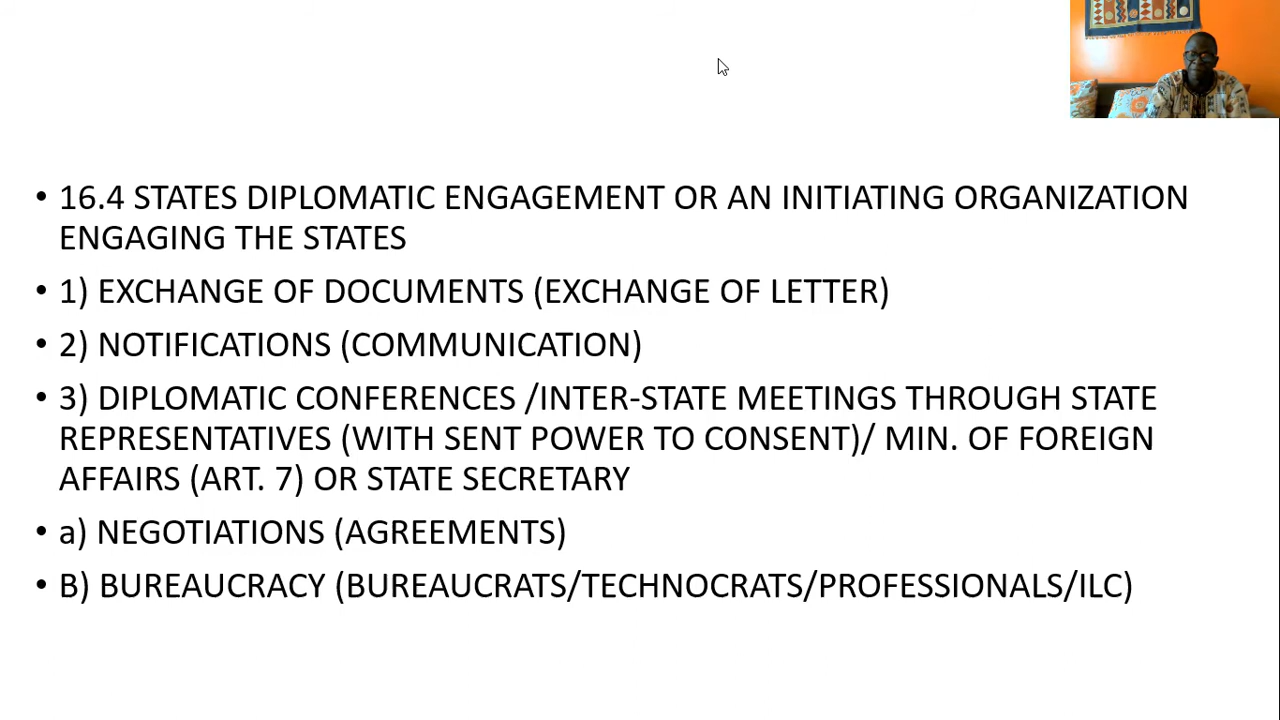 • 16.4 STATES DIPLOMATIC ENGAGEMENT OR AN INITIATING ORGANIZATION
ENGAGING THE STATES
• 1) EXCHANGE OF DOCUMENTS (EXCHANGE OF LETTER)
• 2) NOTIFICATIONS (COMMUNICATION)
• 3) DIPLOMATIC CONFERENCES /INTER-STATE MEETINGS THROUGH STATE
REPRESENTATIVES (WITH SENT POWER TO CONSENT)/ MIN. OF FOREIGN
AFFAIRS (ART. 7) OR STATE SECRETARY
• a) NEGOTIATIONS (AGREEMENTS)
• B) BUREAUCRACY (BUREAUCRATS/TECHNOCRATS/PROFESSIONALS/ILC)